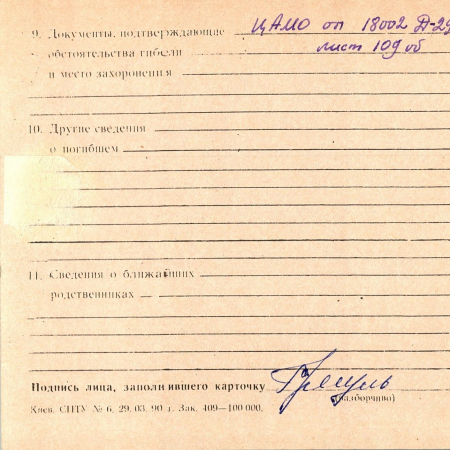 9. Документы, подтверждающие ЦАМО оп 18002 Д-29
обстоятельства гибели лист 109 об
и место захоронения
10. Другие сведения
о погибшем
11. Сведения о ближайших
родственниках
Подпись лица, заполнившего карточку
(разборчиво)
Киев. СПТУ № 6. 29. 03. 90 г. Зак. 409—100 000.